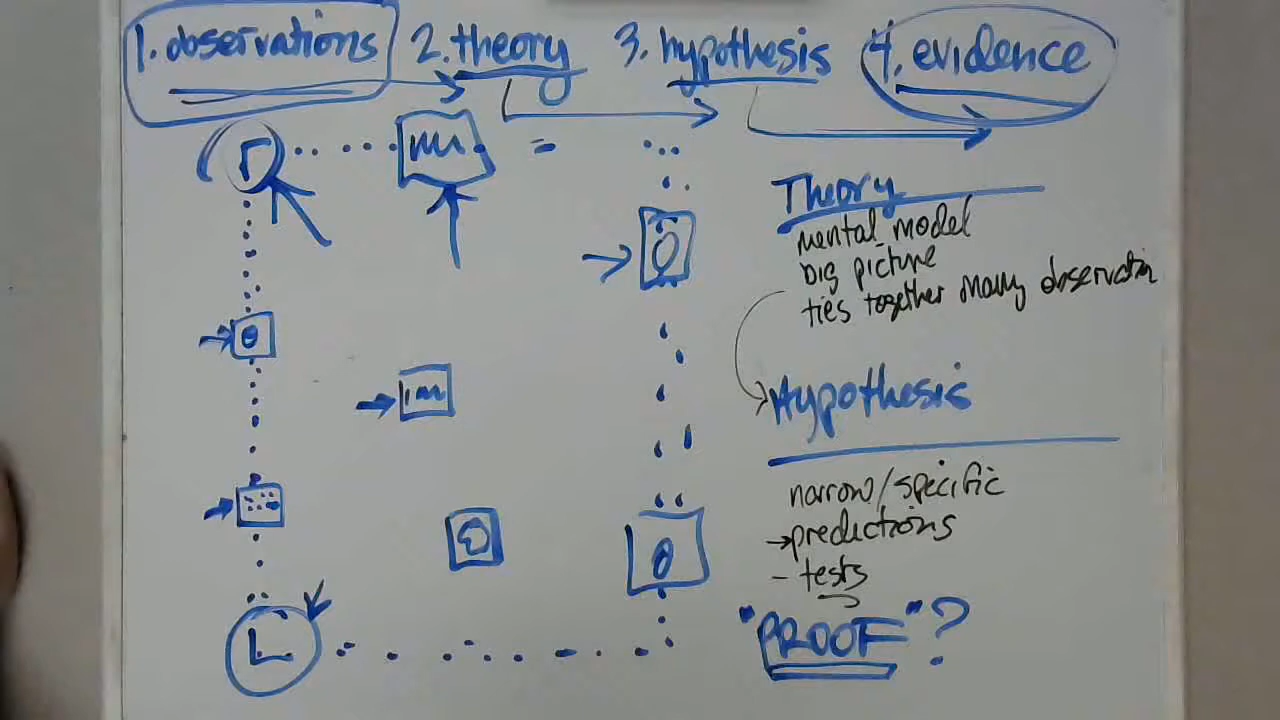 1. observations 2. theory 3. hypothesis 4. evidence
Theory
mental model
big picture
ties together many observation
Hypothesis
narrow/specific
→predictions
- tests
"PROOF"?